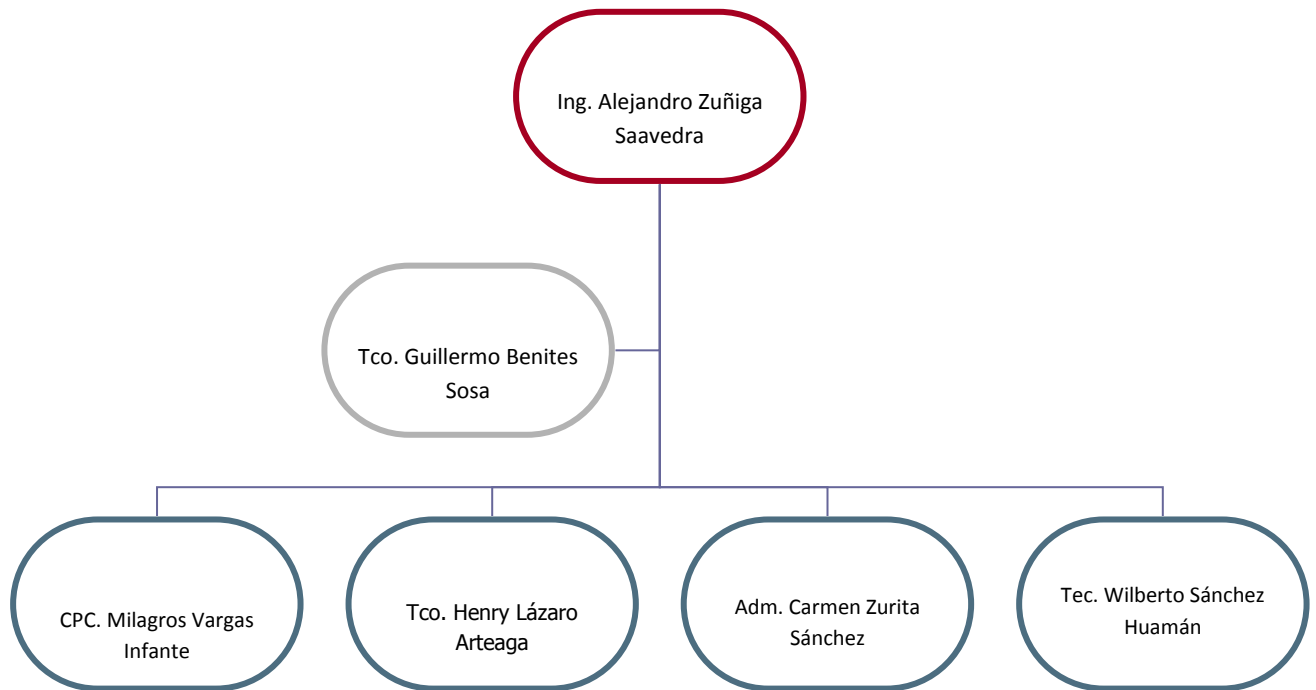 Ing. Alejandro Zuñiga
Saavedra
Tco. Guillermo Benites
Sosa
CPC. Milagros Vargas
Infante
Tco. Henry Lázaro
Arteaga
Adm. Carmen Zurita
Sánchez
Tec. Wilberto Sánchez
Huamán